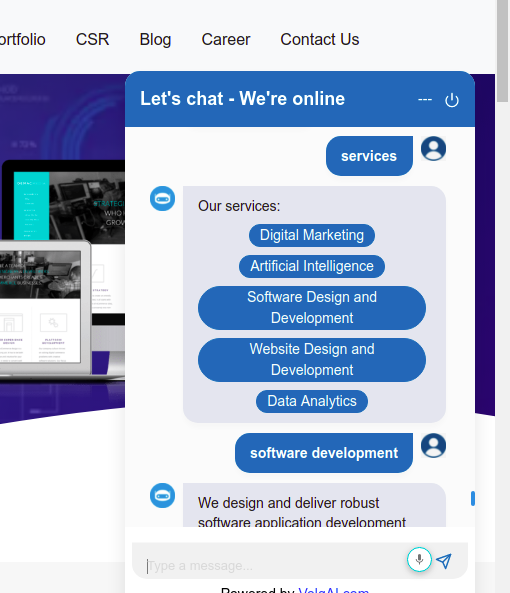 ortfolio CSR Blog Career Contact Us
Let's chat - We're online
services
Our services:
Digital Marketing
Artificial Intelligence
Software Design and
Development
Website Design and
Development
Data Analytics
software development
We design and deliver robust
software application development
Type a message...
Powered by VolgAI.com